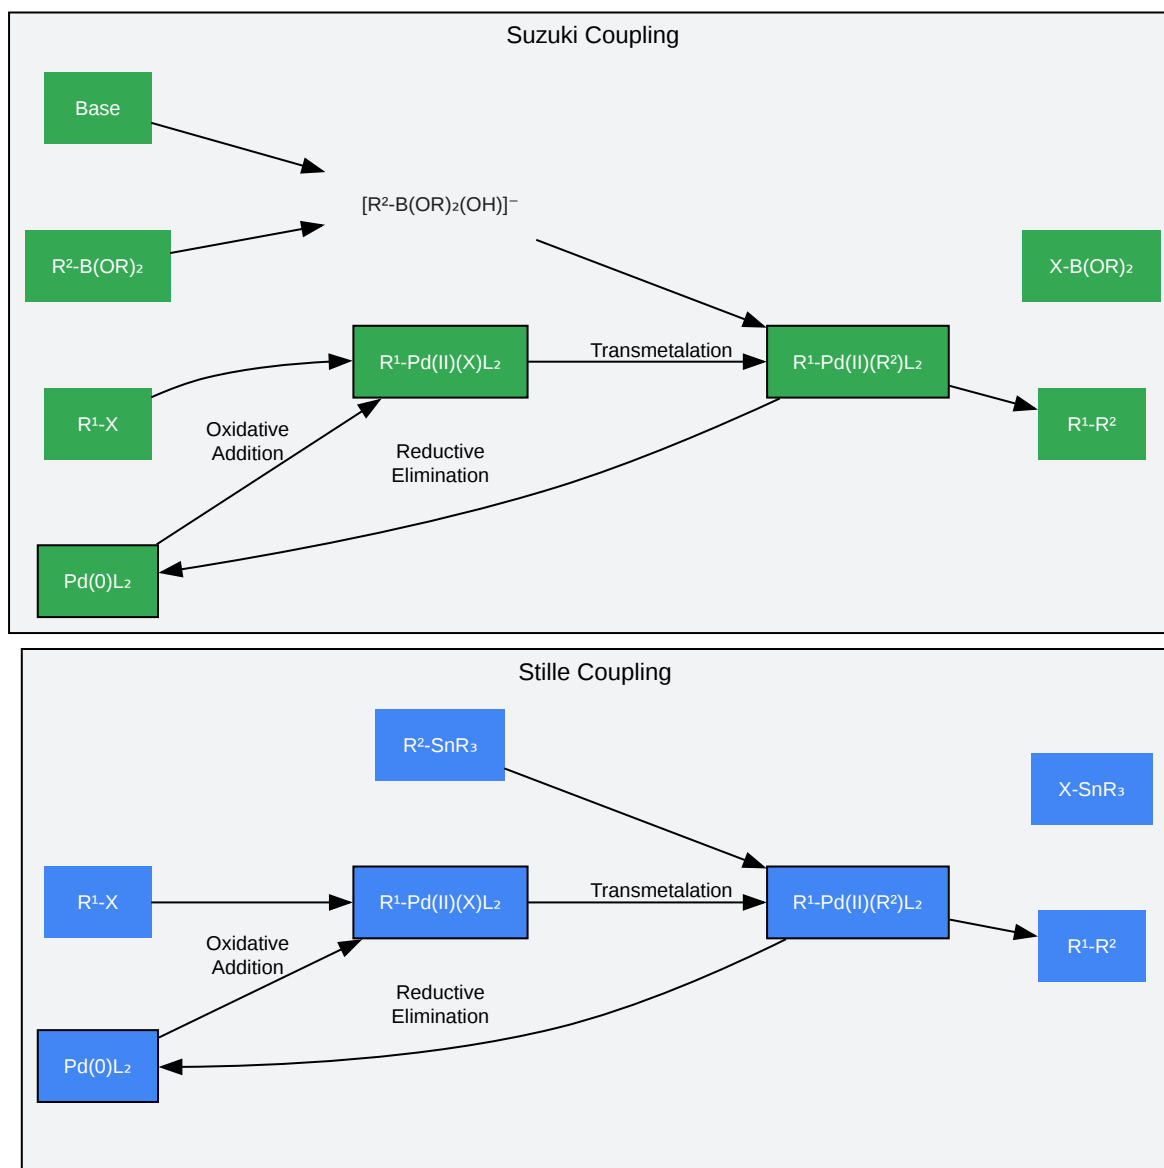 Suzuki Coupling
Base
[R²-B(OR)₂(OH)]⁻
R²-B(OR)₂
X-B(OR)₂
R¹-Pd(II)(X)L₂
Transmetalation
R¹-Pd(II)(R²)L₂
R¹-X
Oxidative
Addition
Reductive
Elimination
R¹-R²
Pd(0)L₂
Stille Coupling
R²-SnR₃
X-SnR₃
R¹-X
R¹-Pd(II)(X)L₂
Transmetalation
R¹-Pd(II)(R²)L₂
Oxidative
Addition
Reductive
Elimination
R¹-R²
Pd(0)L₂